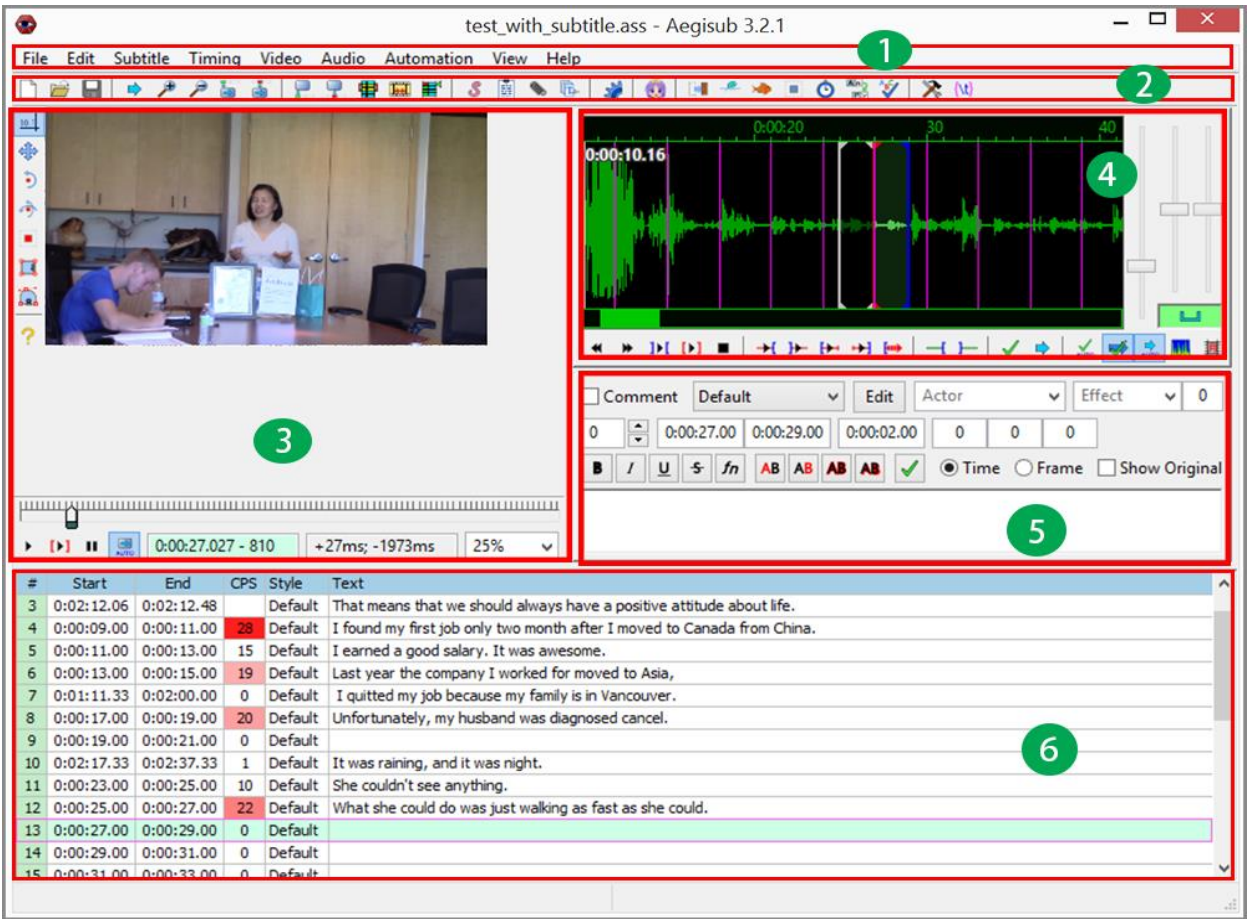 test_with_subtitle.ass - Aegisub 3.2.1
File Edit Subtitle Timing Video Audio Automation View Help
1
2
0:00:20 30 40
0:00:10.16
4
3
Comment Default Edit Actor Effect 0
0 0:00:27.00 0:00:29.00 0:00:02.00 0 0 0
B I U S fn AB AB AB AB Time Frame Show Original
5
AUTO 0:00:27.027 - 810 +27ms; -1973ms 25%
# Start End CPS Style Text
3 0:02:12.06 0:02:12.48 Default That means that we should always have a positive attitude about life.
4 0:00:09.00 0:00:11.00 28 Default I found my first job only two month after I moved to Canada from China.
5 0:00:11.00 0:00:13.00 15 Default I earned a good salary. It was awesome.
6 0:00:13.00 0:00:15.00 19 Default Last year the company I worked for moved to Asia,
7 0:01:11.33 0:02:00.00 0 Default I quitted my job because my family is in Vancouver.
8 0:00:17.00 0:00:19.00 20 Default Unfortunately, my husband was diagnosed cancel.
9 0:00:19.00 0:00:21.00 0 Default
10 0:02:17.33 0:02:37.33 1 Default It was raining, and it was night.
11 0:00:23.00 0:00:25.00 10 Default She couldn't see anything.
12 0:00:25.00 0:00:27.00 22 Default What she could do was just walking as fast as she could.
13 0:00:27.00 0:00:29.00 0 Default
14 0:00:29.00 0:00:31.00 0 Default
15 0:00:31.00 0:00:33.00 0 Default
6